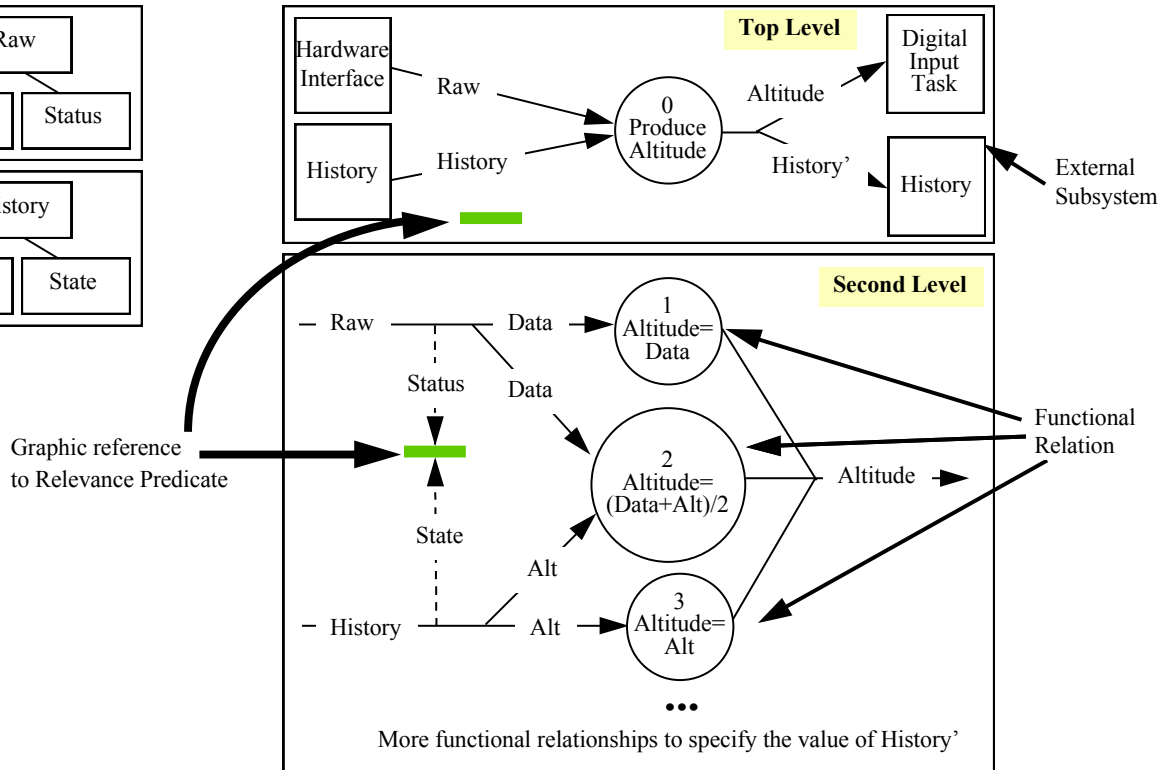 Raw
Status
State
Top Level
Hardware
Interface
History
Raw
History
0
Produce
Altitude
Altitude
History’
Digital
Input
Task
History
External
Subsystem
Second Level
Raw
Data
Status
Data
1
Altitude=
Data
2
Altitude=
(Data+Alt)/2
State
Alt
History
Alt
3
Altitude=
Alt
Altitude
Functional
Relation
Graphic reference
to Relevance Predicate
•••
More functional relationships to specify the value of History’